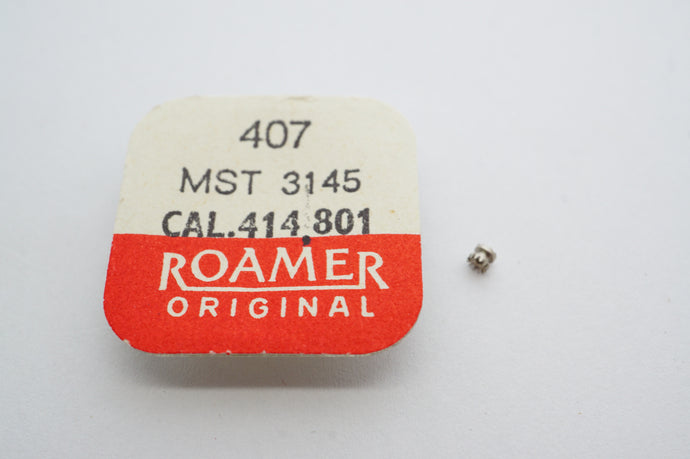 407
MST 3145
CAL.414,801
ROAMER
ORIGINAL